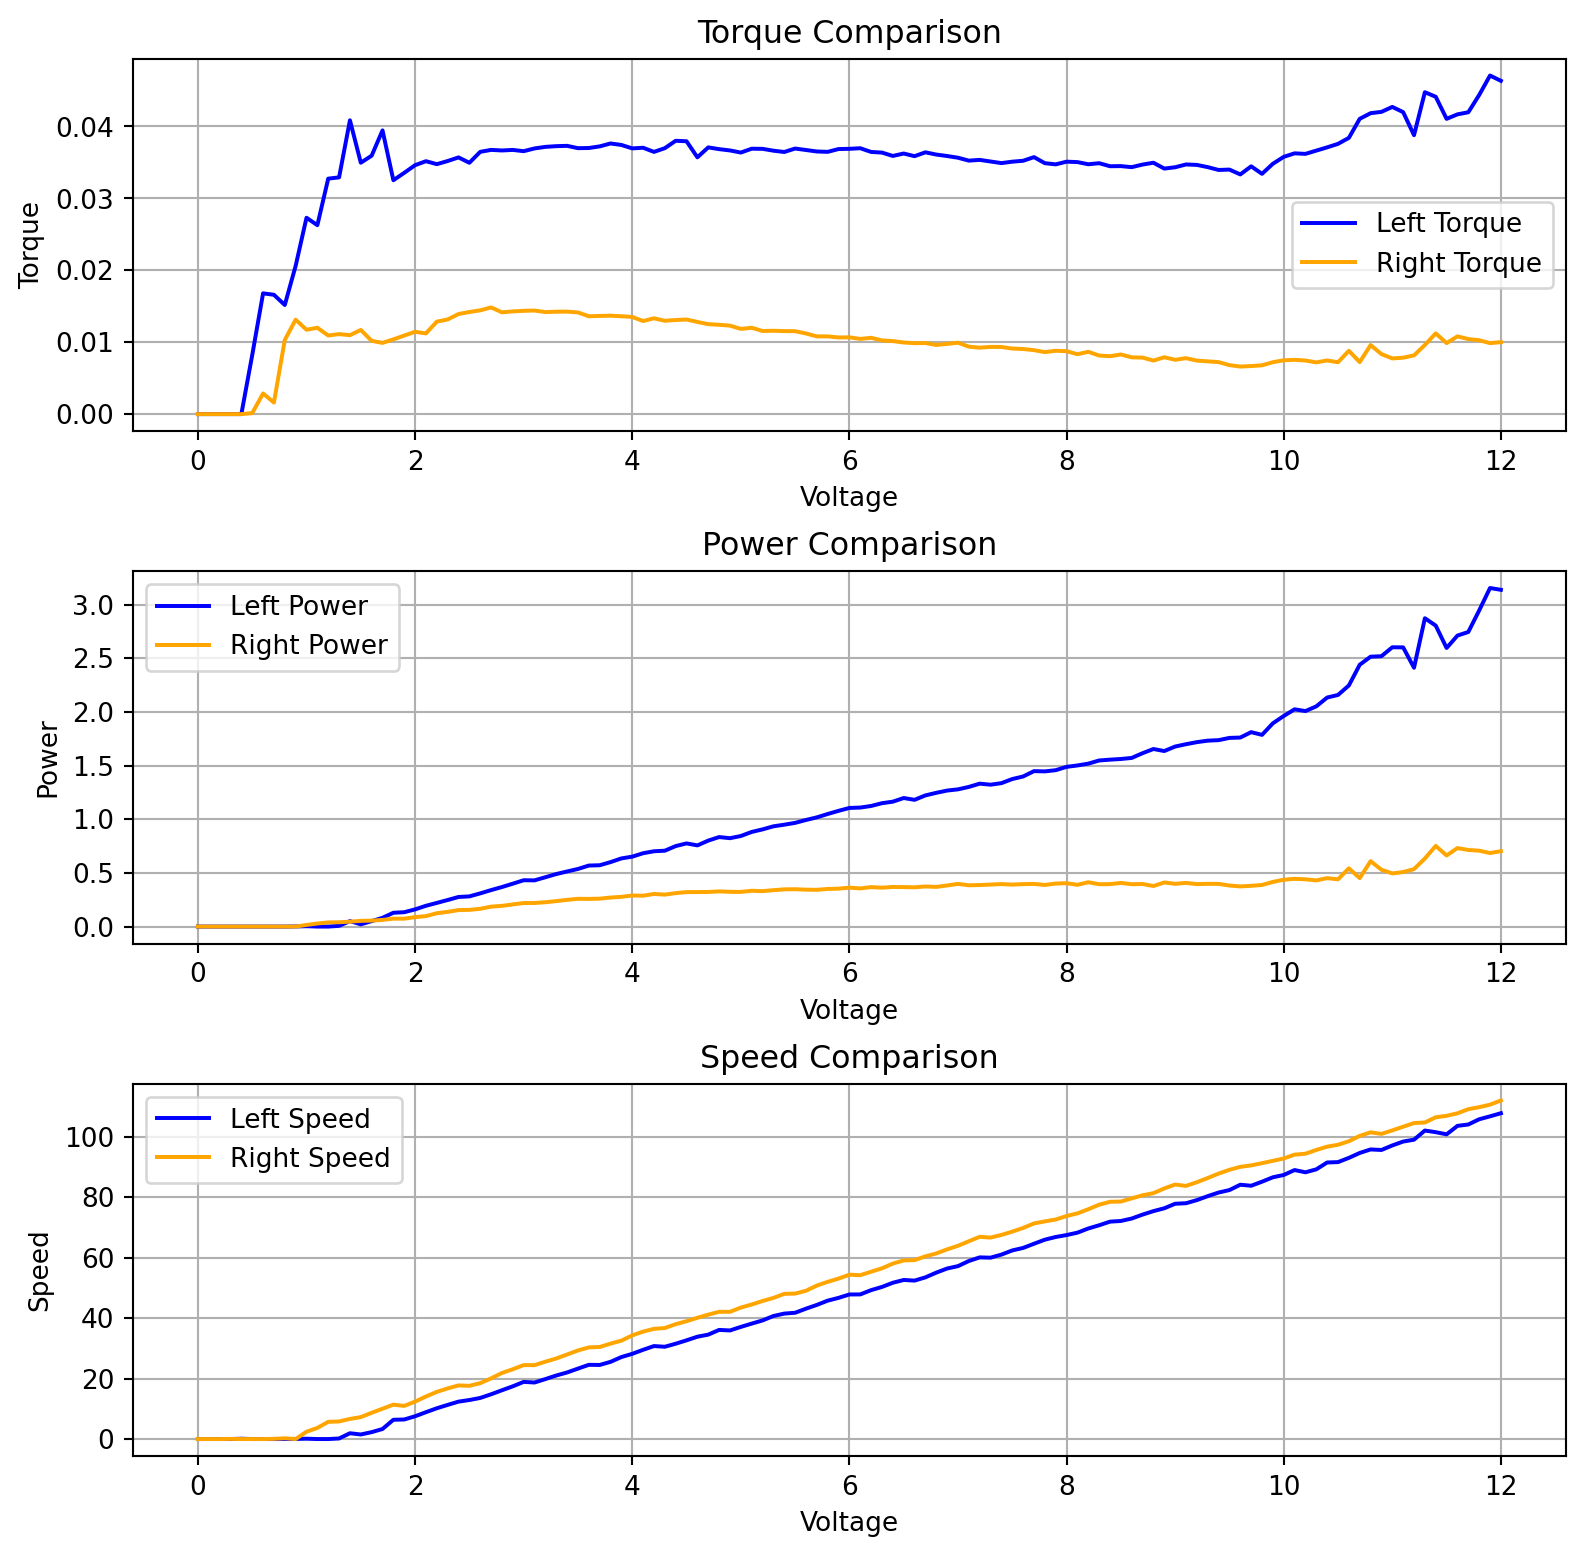 Torque Comparison
0.04
0.03
0.02
0.01
0.00
Torque
Left Torque
Right Torque
0 2 4 6 8 10 12
Voltage
Power Comparison
3.0
2.5
2.0
1.5
1.0
0.5
0.0
Power
Left Power
Right Power
0 2 4 6 8 10 12
Voltage
Speed Comparison
100
80
60
40
20
0
Speed
Left Speed
Right Speed
0 2 4 6 8 10 12
Voltage